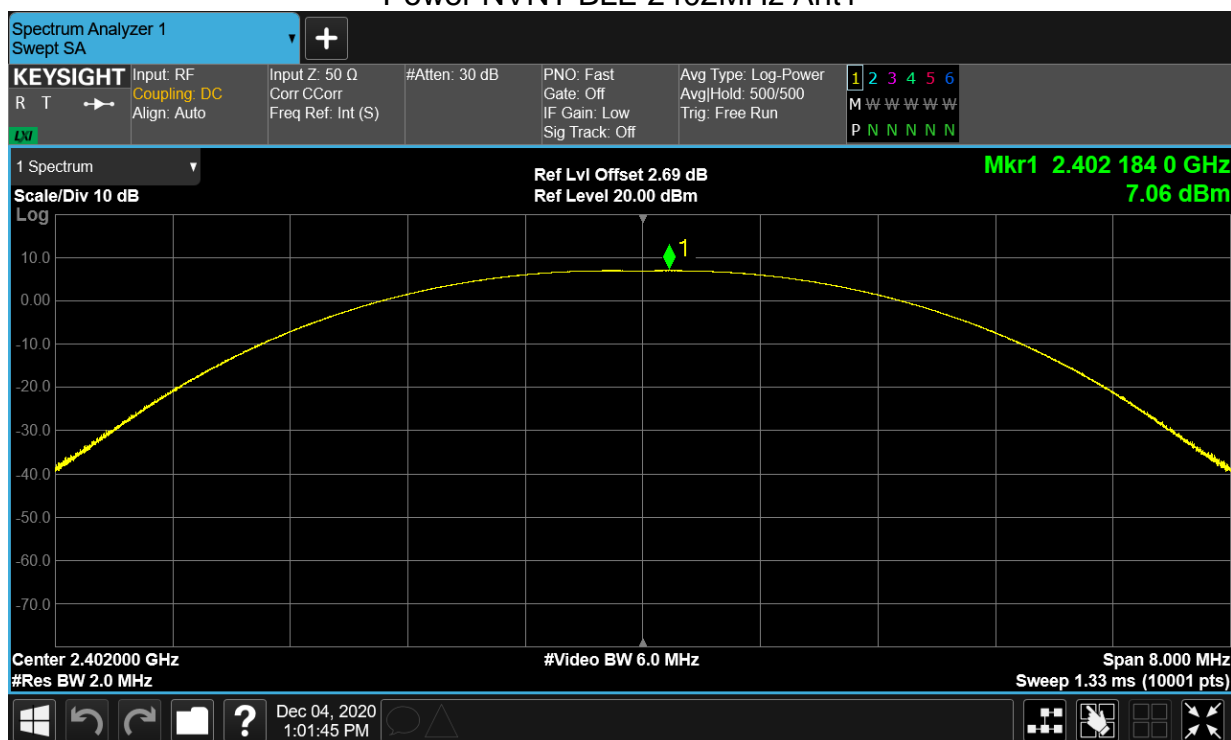 Power NVNT BLE 2402MHz Ant1
Spectrum Analyzer 1
Swept SA
KEYSIGHT
R T
LXI
Input: RF
Coupling: DC
Align: Auto
Input Z: 50 Ω
Corr CCorr
Freq Ref: Int (S)
#Atten: 30 dB
PNO: Fast
Gate: Off
IF Gain: Low
Sig Track: Off
Avg Type: Log-Power
Avg|Hold: 500/500
Trig: Free Run
1 2 3 4 5 6
M W W W W W
P N N N N N
1 Spectrum
Scale/Div 10 dB
Log
Ref Lvl Offset 2.69 dB
Ref Level 20.00 dBm
Mkr1 2.402 184 0 GHz
7.06 dBm
1
10.0
0.00
-10.0
-20.0
-30.0
-40.0
-50.0
-60.0
-70.0
Center 2.402000 GHz
#Res BW 2.0 MHz
#Video BW 6.0 MHz
Span 8.000 MHz
Sweep 1.33 ms (10001 pts)
?
Dec 04, 2020
1:01:45 PM